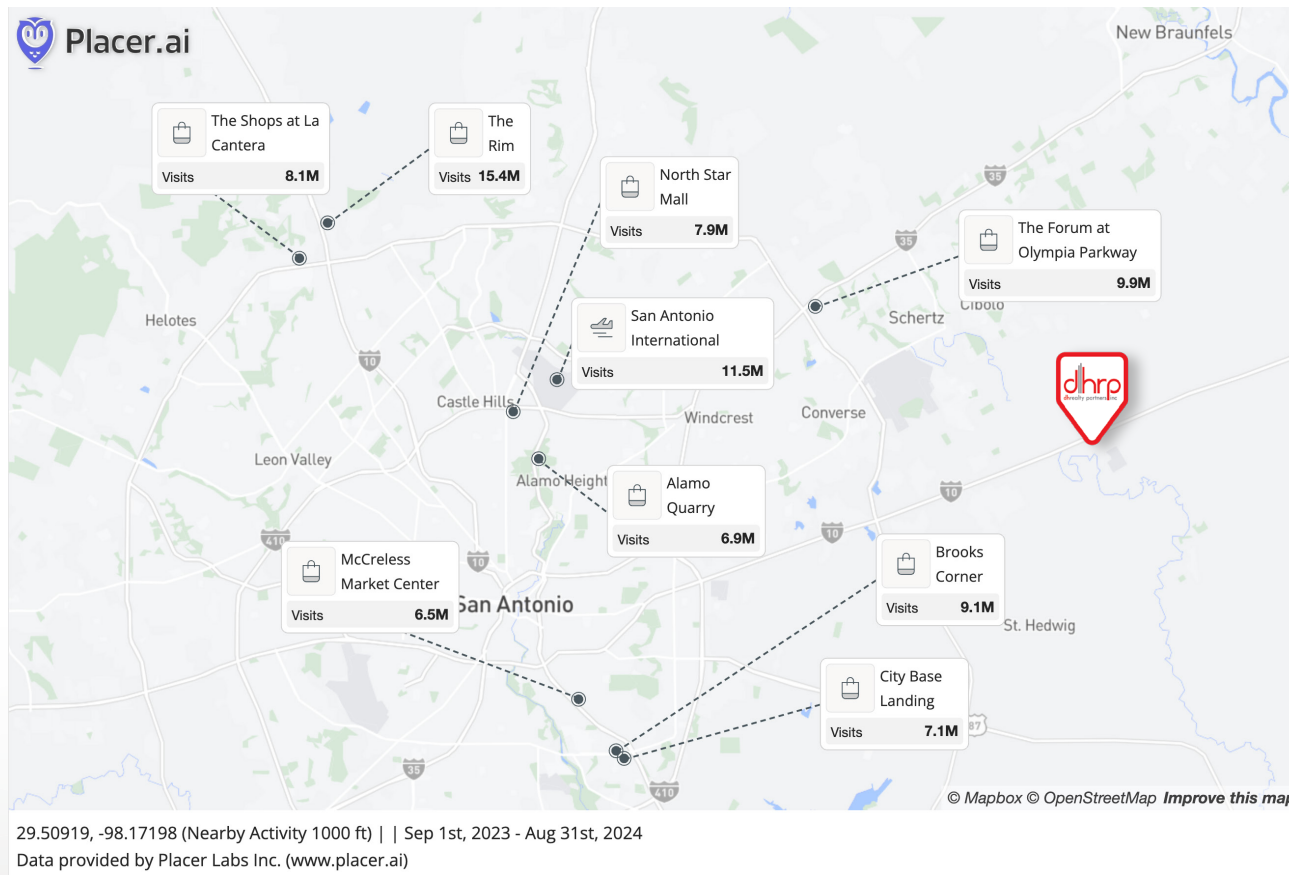 Placer.ai
New Braunfels
The Shops at La
Cantera
Visits 8.1M
The
Rim
Visits 15.4M
North Star
Mall
Visits 7.9M
35
The Forum at
Olympia Parkway
Visits 9.9M
35
Cibolo
Schertz
San Antonio
International
Visits 11.5M
Helotes
10
dhrp
dhrealty partners, inc.
Castle Hills
Windcrest
Converse
Leon Valley
Alamo Height
Alamo
Quarry
Visits 6.9M
10
10
410
10
McCreless
Market Center
Visits 6.5M
Brooks
Corner
Visits 9.1M
San Antonio
St. Hedwig
City Base
Landing
Visits 7.1M
87
35
410
© Mapbox © OpenStreetMap Improve this map
29.50919, -98.17198 (Nearby Activity 1000 ft) | | Sep 1st, 2023 - Aug 31st, 2024
Data provided by Placer Labs Inc. (www.placer.ai)